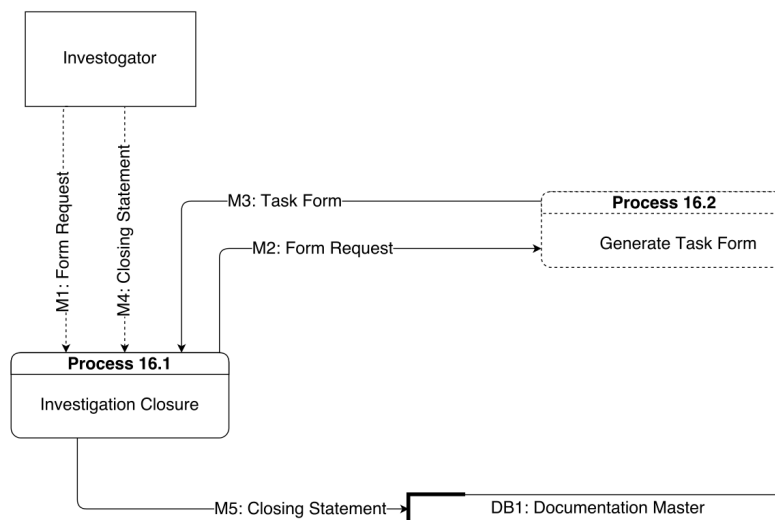 Investogator
M1: Form Request
M4: Closing Statement
M3: Task Form
Process 16.2
M2: Form Request
Generate Task Form
Process 16.1
Investigation Closure
M5: Closing Statement
DB1: Documentation Master